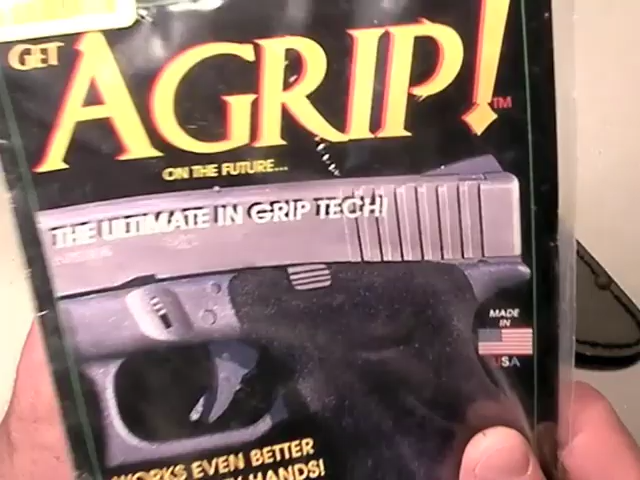 GET
AGRIP!™
ON THE FUTURE...
THE ULTIMATE IN GRIP TECH!
MADE
IN
USA
WORKS EVEN BETTER
HANDS!